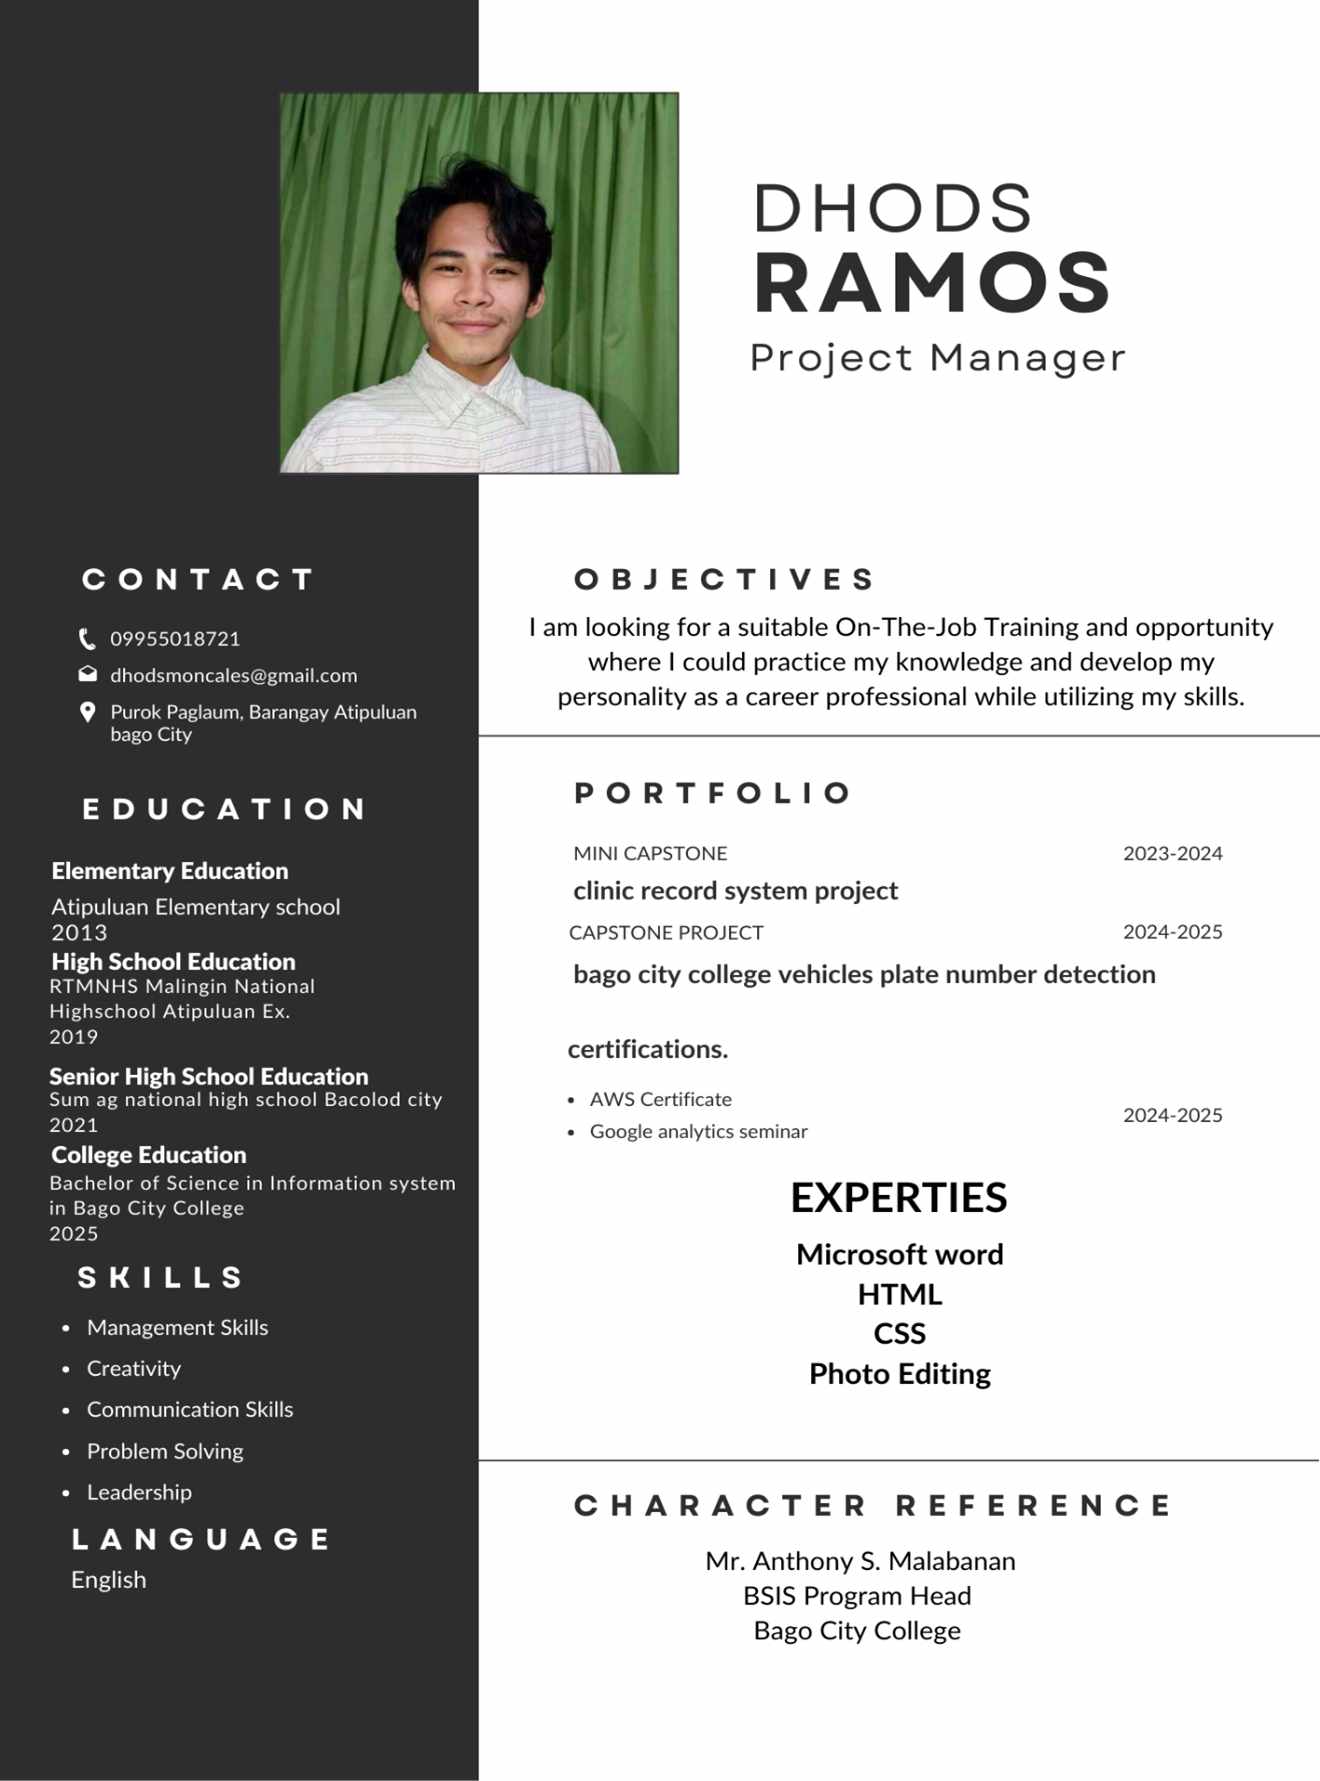 DHODS
RAMOS
Project Manager
CONTACT
09955018721
dhodsmoncales@gmail.com
Purok Paglaum, Barangay Atipuluan
bago City
EDUCATION
Elementary Education
Atipuluan Elementary school
2013
High School Education
RTMNHS Malingin National
Highschool Atipuluan Ex.
2019
Senior High School Education
Sum ag national high school Bacolod city
2021
College Education
Bachelor of Science in Information system
in Bago City College
2025
SKILLS
• Management Skills
• Creativity
• Communication Skills
• Problem Solving
• Leadership
LANGUAGE
English
OBJECTIVES
I am looking for a suitable On-The-Job Training and opportunity
where I could practice my knowledge and develop my
personality as a career professional while utilizing my skills.
PORTFOLIO
MINI CAPSTONE 2023-2024
clinic record system project
CAPSTONE PROJECT 2024-2025
bago city college vehicles plate number detection
certifications.
• AWS Certificate
2024-2025
• Google analytics seminar
EXPERTIES
Microsoft word
HTML
CSS
Photo Editing
CHARACTER REFERENCE
Mr. Anthony S. Malabanan
BSIS Program Head
Bago City College